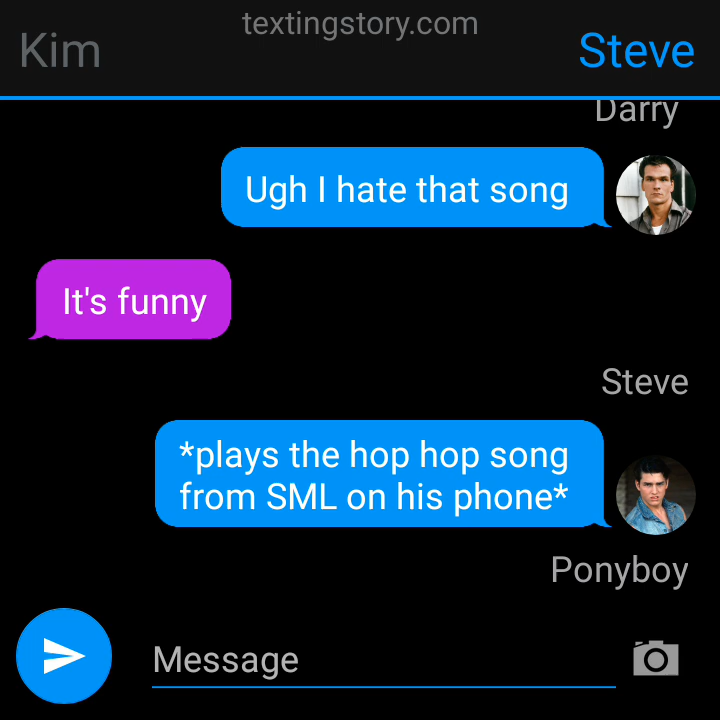 textingstory.com
Kim
Steve
Darry
Ugh I hate that song
It's funny
Steve
*plays the hop hop song
from SML on his phone*
Ponyboy
Message